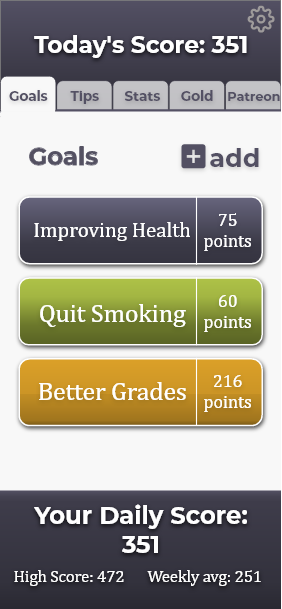 Today's Score: 351
Goals Tips Stats Gold Patreon
Goals add
Improving Health 75 points
Quit Smoking 60 points
Better Grades 216 points
Your Daily Score:
351
High Score: 472 Weekly avg: 251